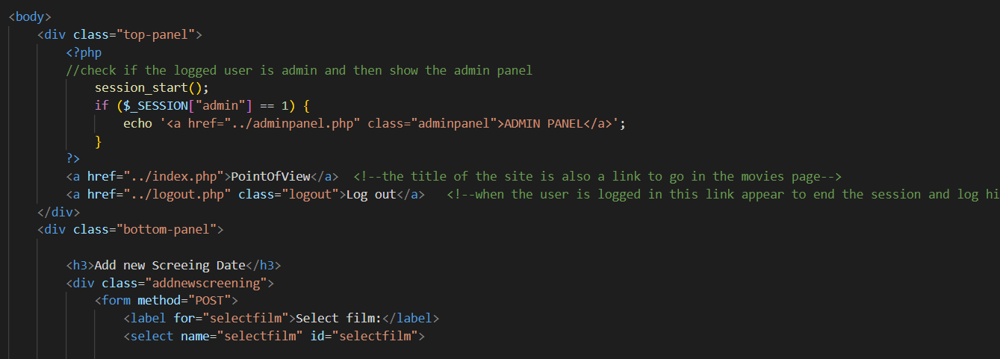 <body>
<div class="top-panel">
<?php
//check if the logged user is admin and then show the admin panel
session_start();
if ($_SESSION["admin"] == 1) {
echo '<a href="../adminpanel.php" class="adminpanel">ADMIN PANEL</a>';
}
?>
<a href="../index.php">PointOfView</a>  <!--the title of the site is also a link to go in the movies page-->
<a href="../logout.php" class="logout">Log out</a>   <!--when the user is logged in this link appear to end the session and log hi
</div>
<div class="bottom-panel">
<h3>Add new Screeing Date</h3>
<div class="addnewscreening">
<form method="POST">
<label for="selectfilm">Select film:</label>
<select name="selectfilm" id="selectfilm">